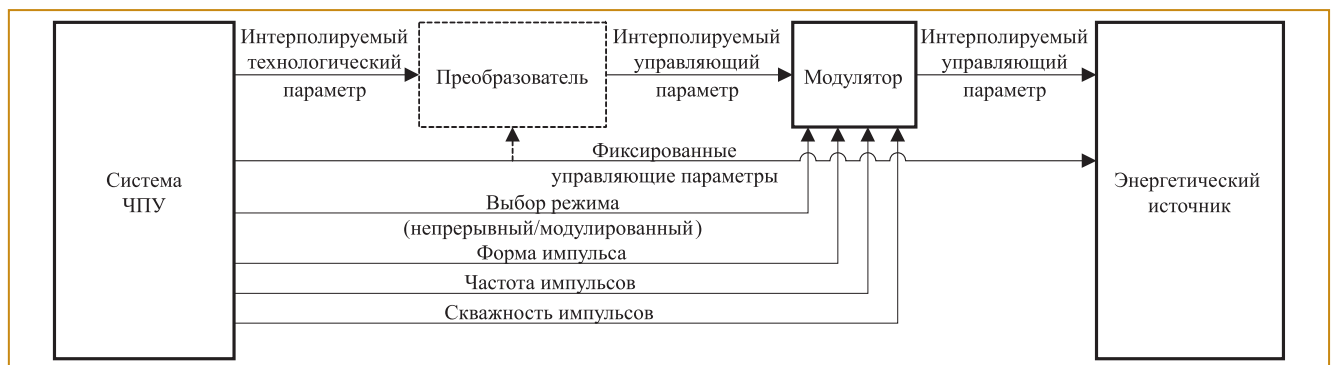 Интерполируемый
технологический
параметр
Преобразователь
Интерполируемый
управляющий
параметр
Модулятор
Интерполируемый
управляющий
параметр
Система
ЧПУ
Фиксированные
управляющие параметры
Выбор режима
(непрерывный/модулированный)
Форма импульса
Частота импульсов
Скважность импульсов
Энергетический
источник